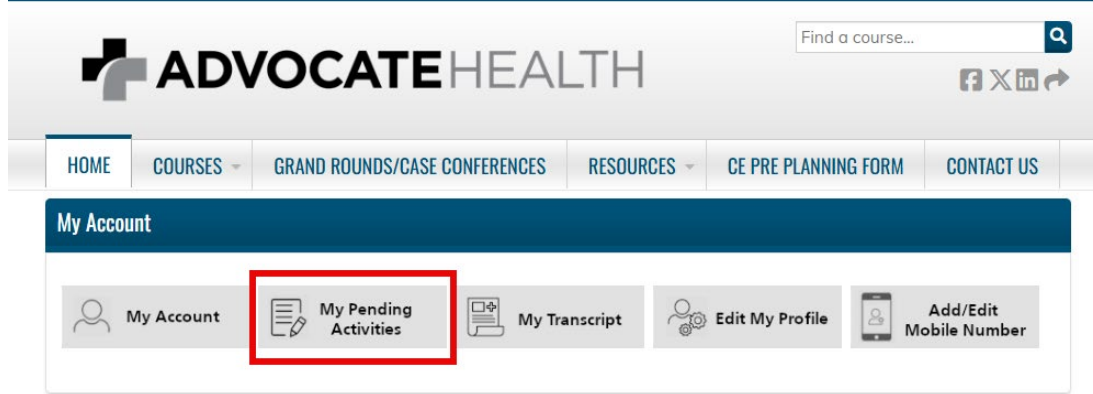 Find a course...
ADVOCATEHEALTH
HOME COURSES GRAND ROUNDS/CASE CONFERENCES RESOURCES CE PRE PLANNING FORM CONTACT US
My Account
My Account
My Pending
Activities
My Transcript
Edit My Profile
Add/Edit
Mobile Number